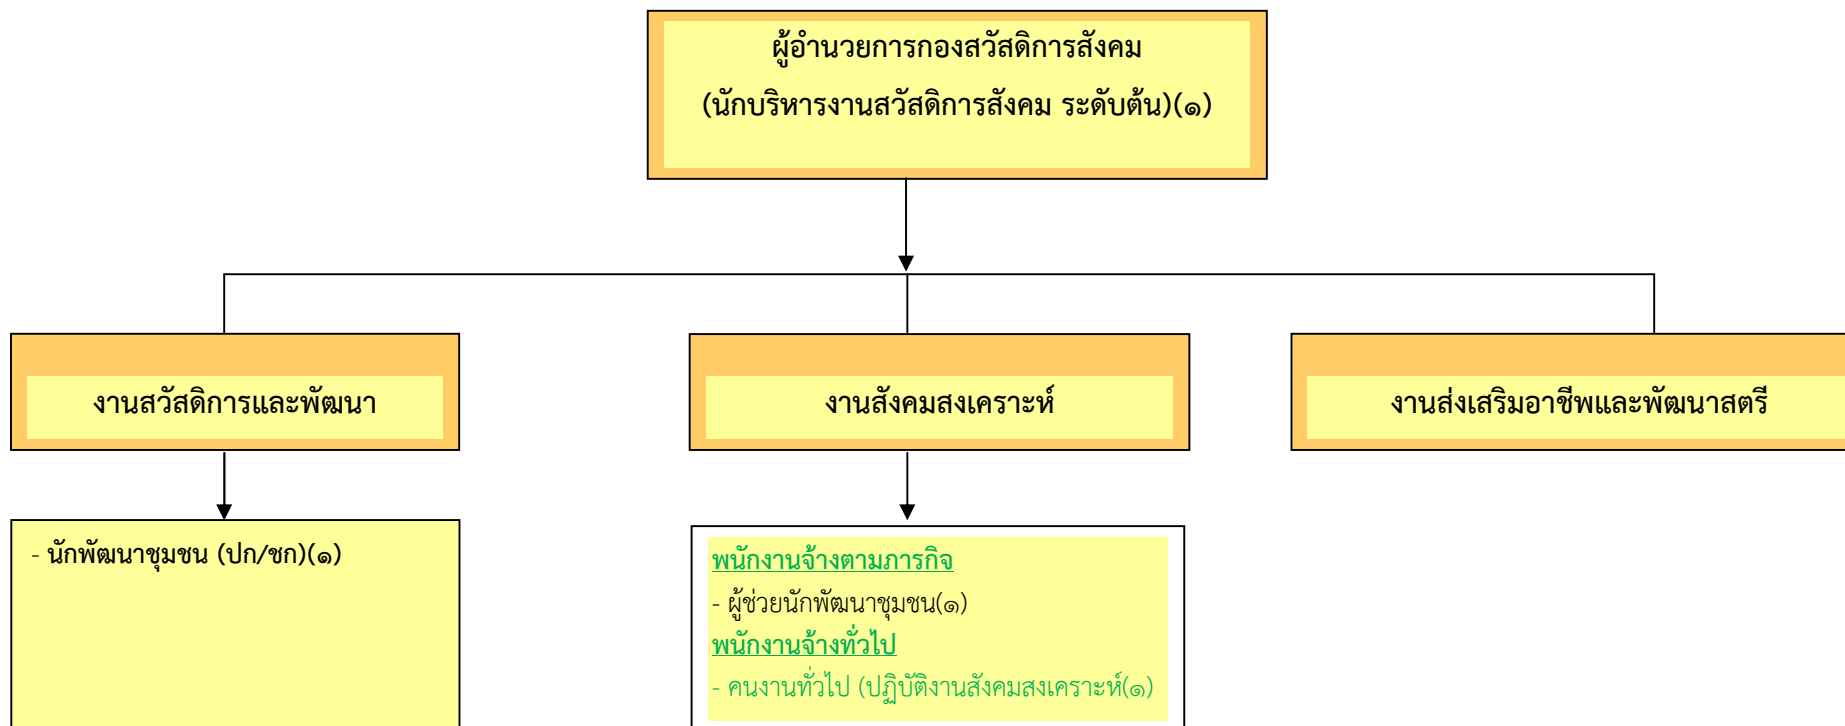 ผู้อำนวยการกองสวัสดิการสังคม
(นักบริหารงานสวัสดิการสังคม ระดับต้น)(๑)
งานสวัสดิการและพัฒนา
งานสังคมสงเคราะห์
งานส่งเสริมอาชีพและพัฒนาสตรี
- นักพัฒนาชุมชน (ปก/ชก)(๑)
พนักงานจ้างตามภารกิจ
- ผู้ช่วยนักพัฒนาชุมชน(๑)
พนักงานจ้างทั่วไป
- คนงานทั่วไป (ปฏิบัติงานสังคมสงเคราะห์(๑)